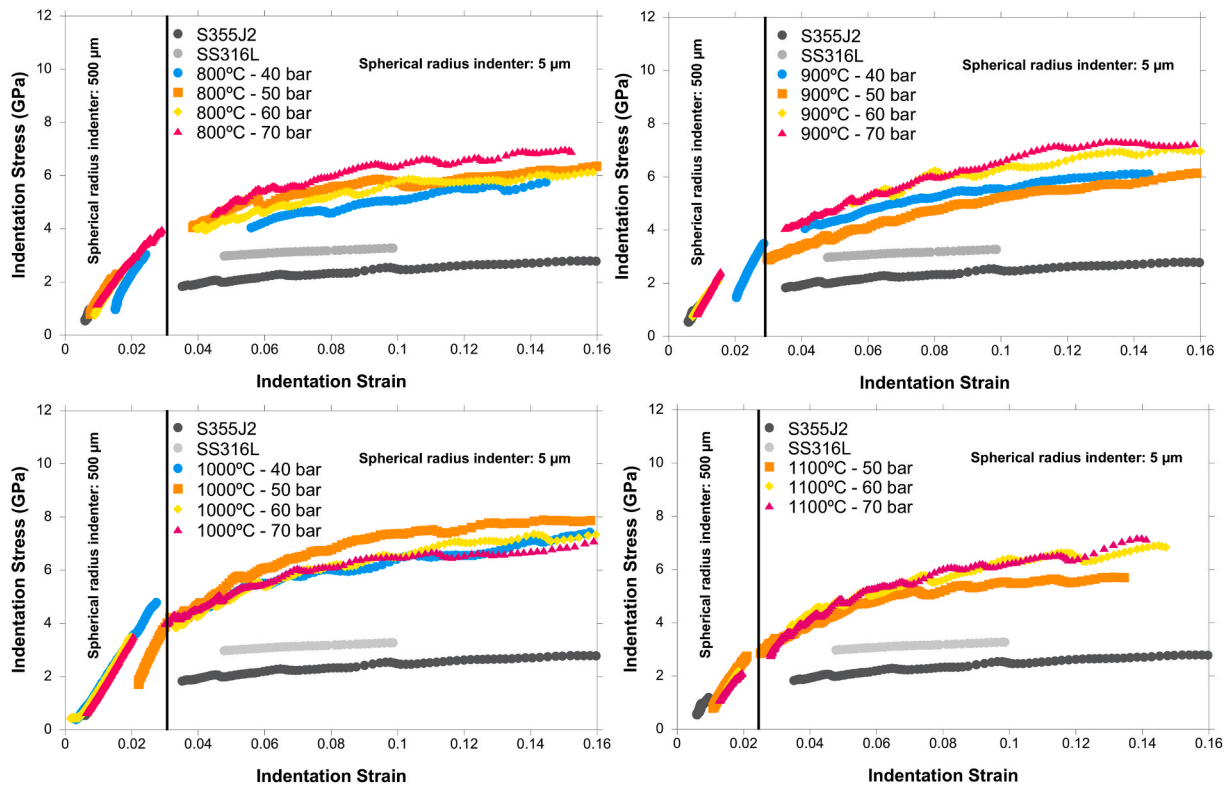 12
10
8
6
4
2
0
Indentation Stress (GPa)
Spherical radius indenter: 500 µm
S355J2
SS316L
800ºC - 40 bar
800ºC - 50 bar
800ºC - 60 bar
800ºC - 70 bar
Spherical radius indenter: 5 µm
0 0.02 0.04 0.06 0.08 0.1 0.12 0.14 0.16
Indentation Strain
12
10
8
6
4
2
0
Indentation Stress (GPa)
Spherical radius indenter: 500 µm
S355J2
SS316L
900ºC - 40 bar
900ºC - 50 bar
900ºC - 60 bar
900ºC - 70 bar
Spherical radius indenter: 5 µm
0 0.02 0.04 0.06 0.08 0.1 0.12 0.14 0.16
Indentation Strain
12
10
8
6
4
2
0
Indentation Stress (GPa)
Spherical radius indenter: 500 µm
S355J2
SS316L
1000ºC - 40 bar
1000ºC - 50 bar
1000ºC - 60 bar
1000ºC - 70 bar
Spherical radius indenter: 5 µm
0 0.02 0.04 0.06 0.08 0.1 0.12 0.14 0.16
Indentation Strain
12
10
8
6
4
2
0
Indentation Stress (GPa)
Spherical radius indenter: 500 µm
S355J2
SS316L
1100ºC - 50 bar
1100ºC - 60 bar
1100ºC - 70 bar
Spherical radius indenter: 5 µm
0 0.02 0.04 0.06 0.08 0.1 0.12 0.14 0.16
Indentation Strain